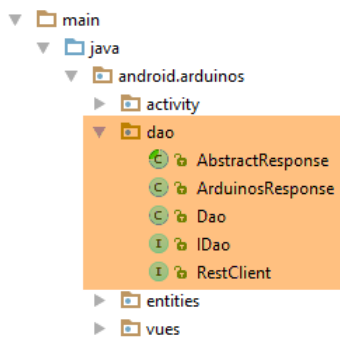 main
java
android.arduinos
activity
dao
AbstractResponse
ArduinosResponse
Dao
IDao
RestClient
entities
vues